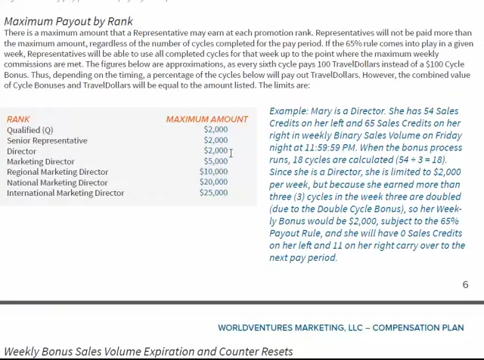 Maximum Payout by Rank
There is a maximum amount that a Representative may earn at each promotion rank. Representatives will not be paid more than
the maximum amount, regardless of the number of cycles completed for the pay period. If the 65% rule comes into play in a given
week, Representatives will be able to use all completed cycles for that week up to the point where the maximum weekly
commissions are met. The figures below are approximations, as every sixth cycle pays 100 TravelDollars instead of a $100 Cycle
Bonus. Thus, depending on the timing, a percentage of the cycles below will pay out TravelDollars. However, the combined value
of Cycle Bonuses and TravelDollars will be equal to the amount listed. The limits are:
RANK MAXIMUM AMOUNT
Qualified (Q) $2,000
Senior Representative $2,000
Director $2,000
Marketing Director $5,000
Regional Marketing Director $10,000
National Marketing Director $20,000
International Marketing Director $25,000
Example: Mary is a Director. She has 54 Sales
Credits on her left and 65 Sales Credits on her
right in weekly Binary Sales Volume on Friday
night at 11:59:59 PM. When the bonus process
runs, 18 cycles are calculated (54 ÷ 3 = 18).
Since she is a Director, she is limited to $2,000
per week, but because she earned more than
three (3) cycles in the week three are doubled
(due to the Double Cycle Bonus), so her Week-
ly Bonus would be $2,000, subject to the 65%
Payout Rule, and she will have 0 Sales Credits
on her left and 11 on her right carry over to the
next pay period.
6
WORLDVENTURES MARKETING, LLC – COMPENSATION PLAN
Weekly Bonus Sales Volume Expiration and Counter Resets